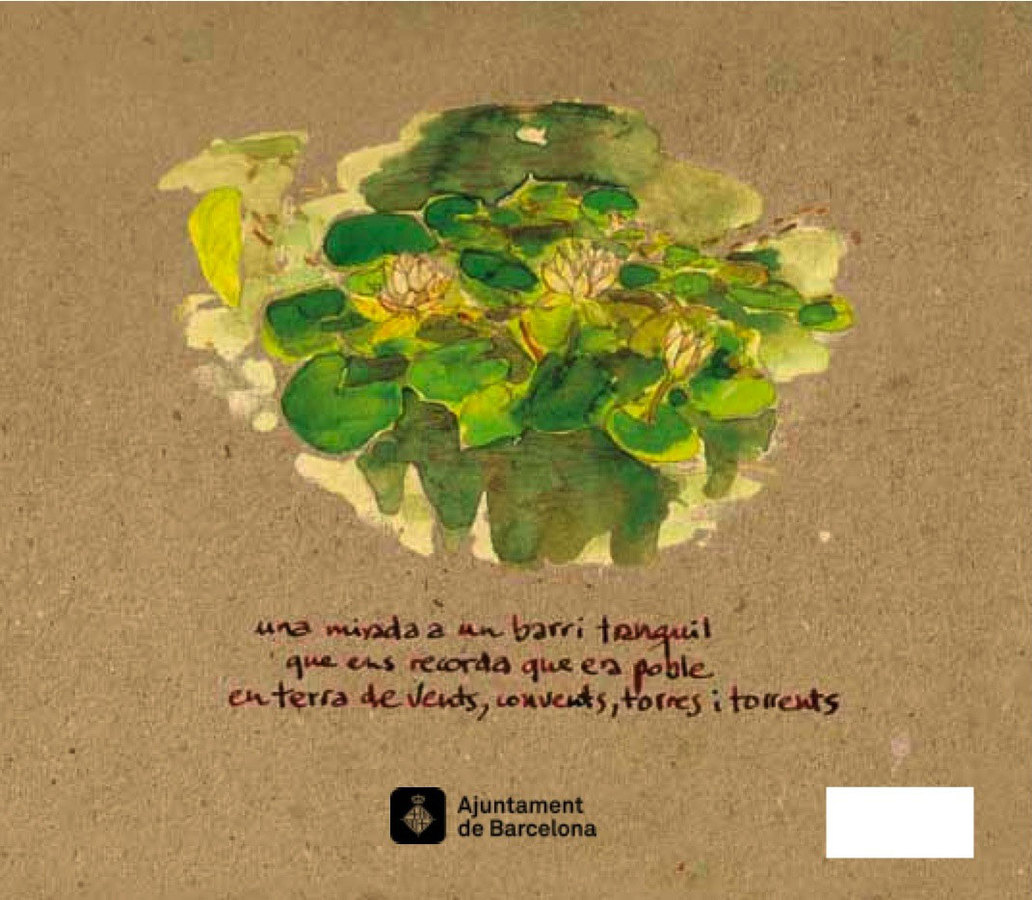 una mirada a un barri tranquil
que ens recorda que era poble
en terra de vents, convents, torres i torrents
Ajuntament
de Barcelona